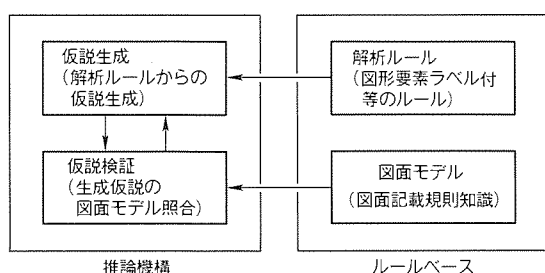 仮説生成
(解析ルールからの
仮説生成)
解析ルール
(図形要素ラベル付
等のルール)
仮説検証
(生成仮説の
図面モデル照合)
図面モデル
(図面記載規則知識)
推論機構
ルールベース